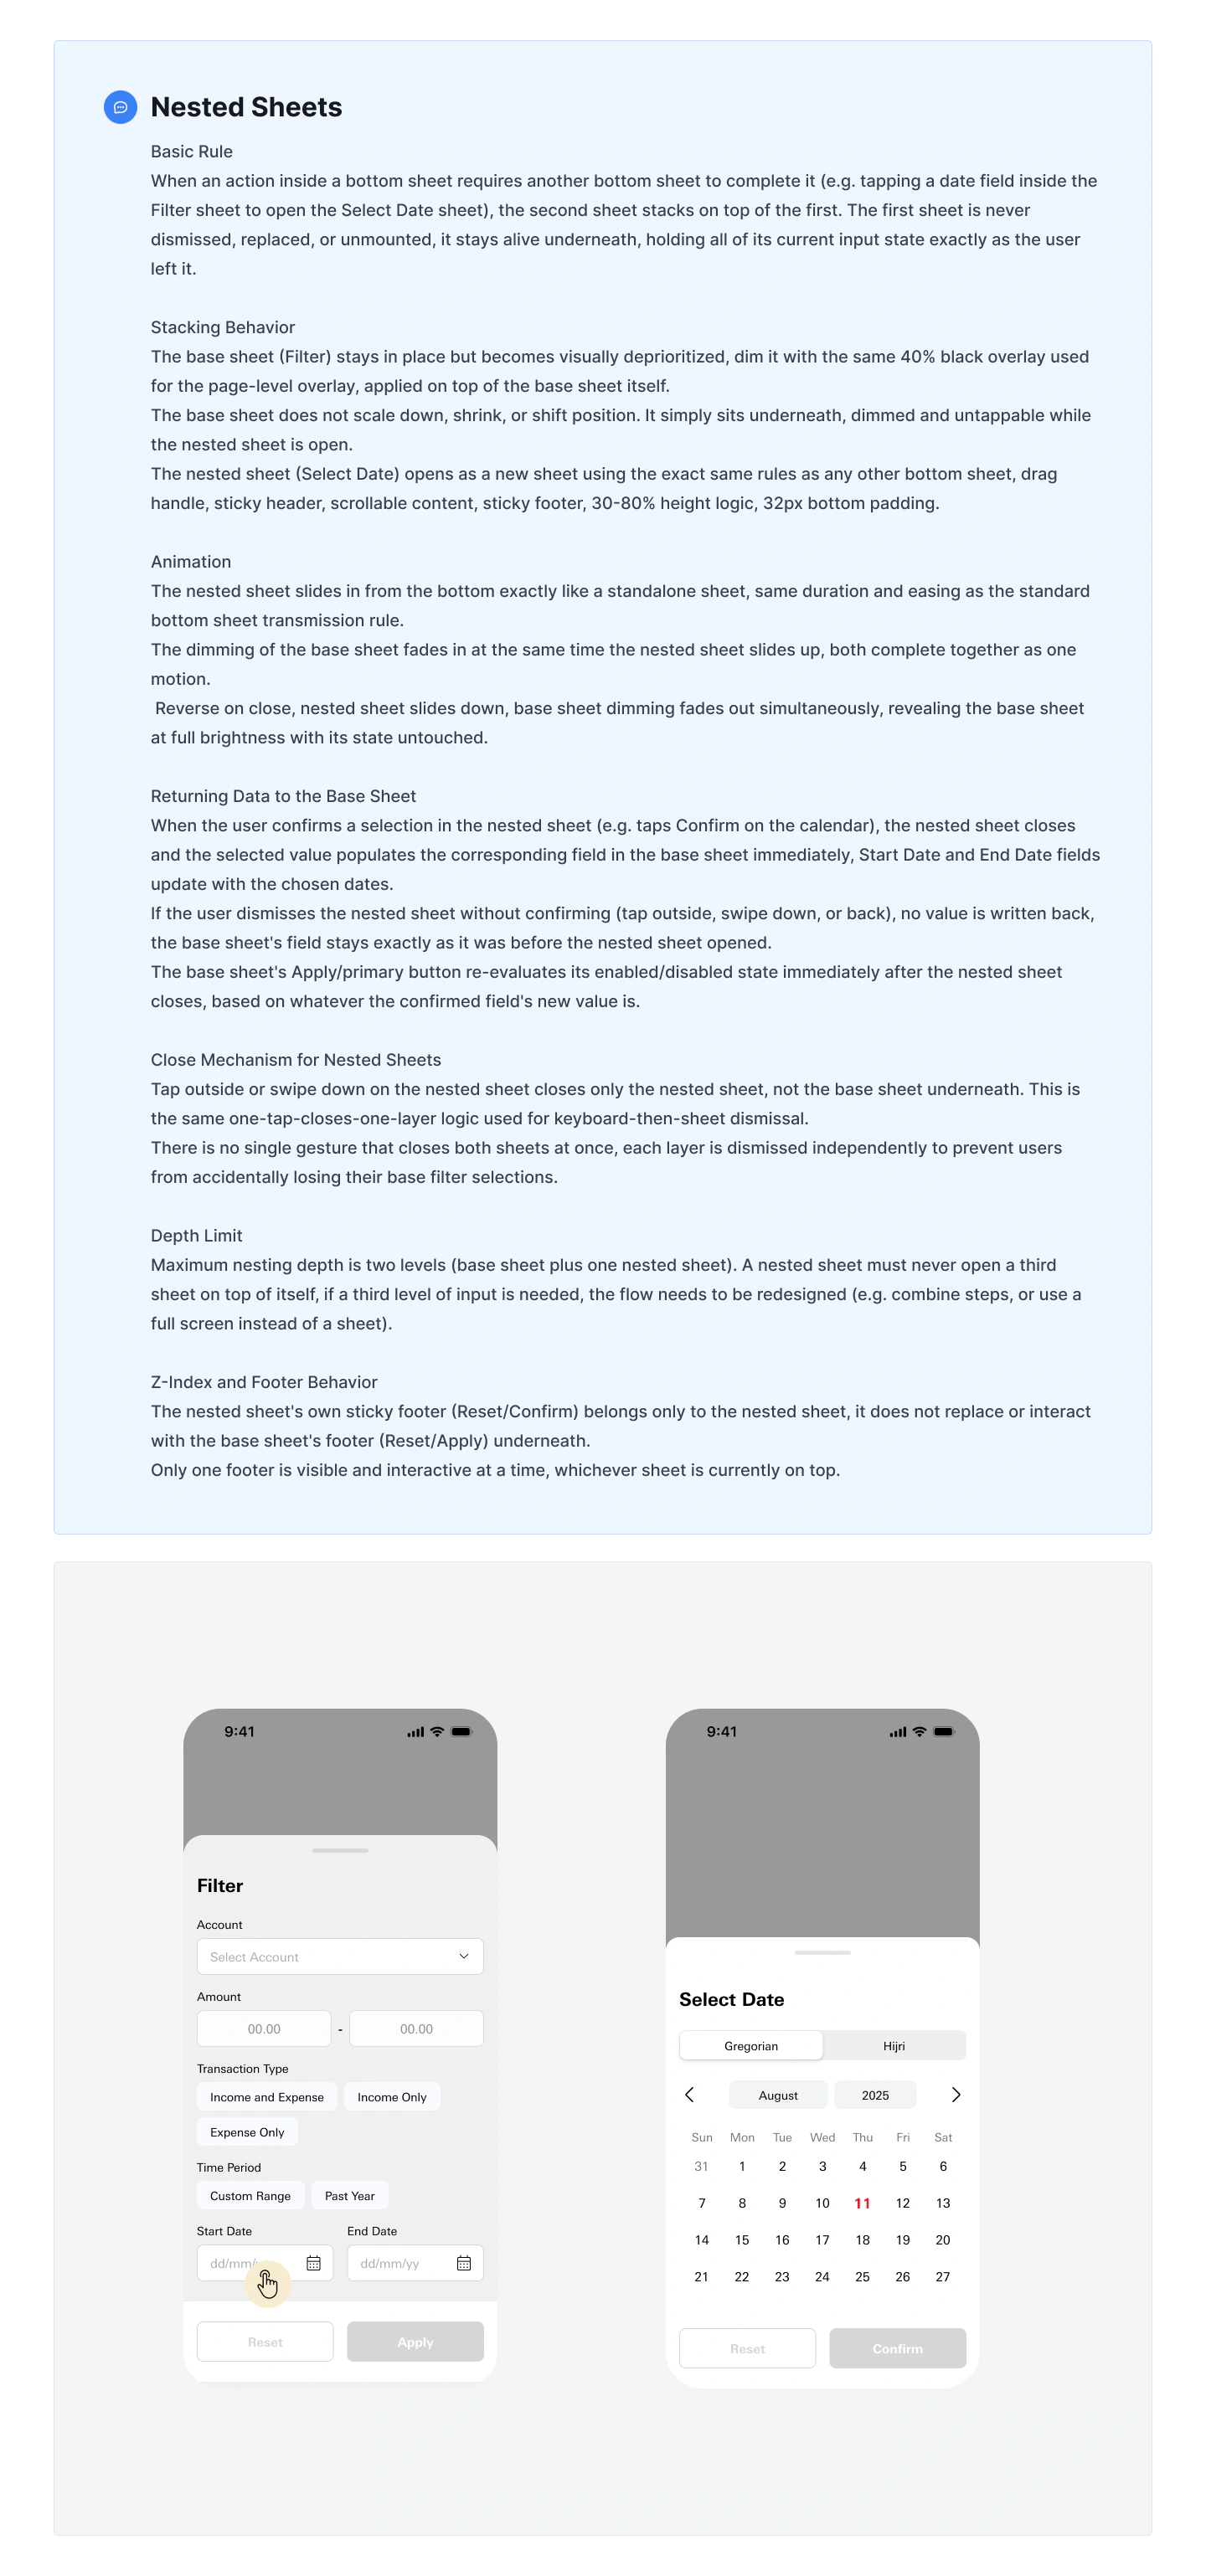 Nested Sheets
Basic Rule
When an action inside a bottom sheet requires another bottom sheet to complete it (e.g. tapping a date field inside the
Filter sheet to open the Select Date sheet), the second sheet stacks on top of the first. The first sheet is never
dismissed, replaced, or unmounted, it stays alive underneath, holding all of its current input state exactly as the user
left it.
Stacking Behavior
The base sheet (Filter) stays in place but becomes visually deprioritized, dim it with the same 40% black overlay used
for the page-level overlay, applied on top of the base sheet itself.
The base sheet does not scale down, shrink, or shift position. It simply sits underneath, dimmed and untappable while
the nested sheet is open.
The nested sheet (Select Date) opens as a new sheet using the exact same rules as any other bottom sheet, drag
handle, sticky header, scrollable content, sticky footer, 30-80% height logic, 32px bottom padding.
Animation
The nested sheet slides in from the bottom exactly like a standalone sheet, same duration and easing as the standard
bottom sheet transmission rule.
The dimming of the base sheet fades in at the same time the nested sheet slides up, both complete together as one
motion.
Reverse on close, nested sheet slides down, base sheet dimming fades out simultaneously, revealing the base sheet
at full brightness with its state untouched.
Returning Data to the Base Sheet
When the user confirms a selection in the nested sheet (e.g. taps Confirm on the calendar), the nested sheet closes
and the selected value populates the corresponding field in the base sheet immediately, Start Date and End Date fields
update with the chosen dates.
If the user dismisses the nested sheet without confirming (tap outside, swipe down, or back), no value is written back,
the base sheet's field stays exactly as it was before the nested sheet opened.
The base sheet's Apply/primary button re-evaluates its enabled/disabled state immediately after the nested sheet
closes, based on whatever the confirmed field's new value is.
Close Mechanism for Nested Sheets
Tap outside or swipe down on the nested sheet closes only the nested sheet, not the base sheet underneath. This is
the same one-tap-closes-one-layer logic used for keyboard-then-sheet dismissal.
There is no single gesture that closes both sheets at once, each layer is dismissed independently to prevent users
from accidentally losing their base filter selections.
Depth Limit
Maximum nesting depth is two levels (base sheet plus one nested sheet). A nested sheet must never open a third
sheet on top of itself, if a third level of input is needed, the flow needs to be redesigned (e.g. combine steps, or use a
full screen instead of a sheet).
Z-Index and Footer Behavior
The nested sheet's own sticky footer (Reset/Confirm) belongs only to the nested sheet, it does not replace or interact
with the base sheet's footer (Reset/Apply) underneath.
Only one footer is visible and interactive at a time, whichever sheet is currently on top.
9:41
Filter
Account
Select Account
Amount
00.00 - 00.00
Transaction Type
Income and Expense Income Only
Expense Only
Time Period
Custom Range Past Year
Start Date End Date
dd/mm/ dd/mm/yy
Reset Apply
9:41
Select Date
Gregorian Hijri
August 2025
Sun Mon Tue Wed Thu Fri Sat
31 1 2 3 4 5 6
7 8 9 10 11 12 13
14 15 16 17 18 19 20
21 22 23 24 25 26 27
Reset Confirm